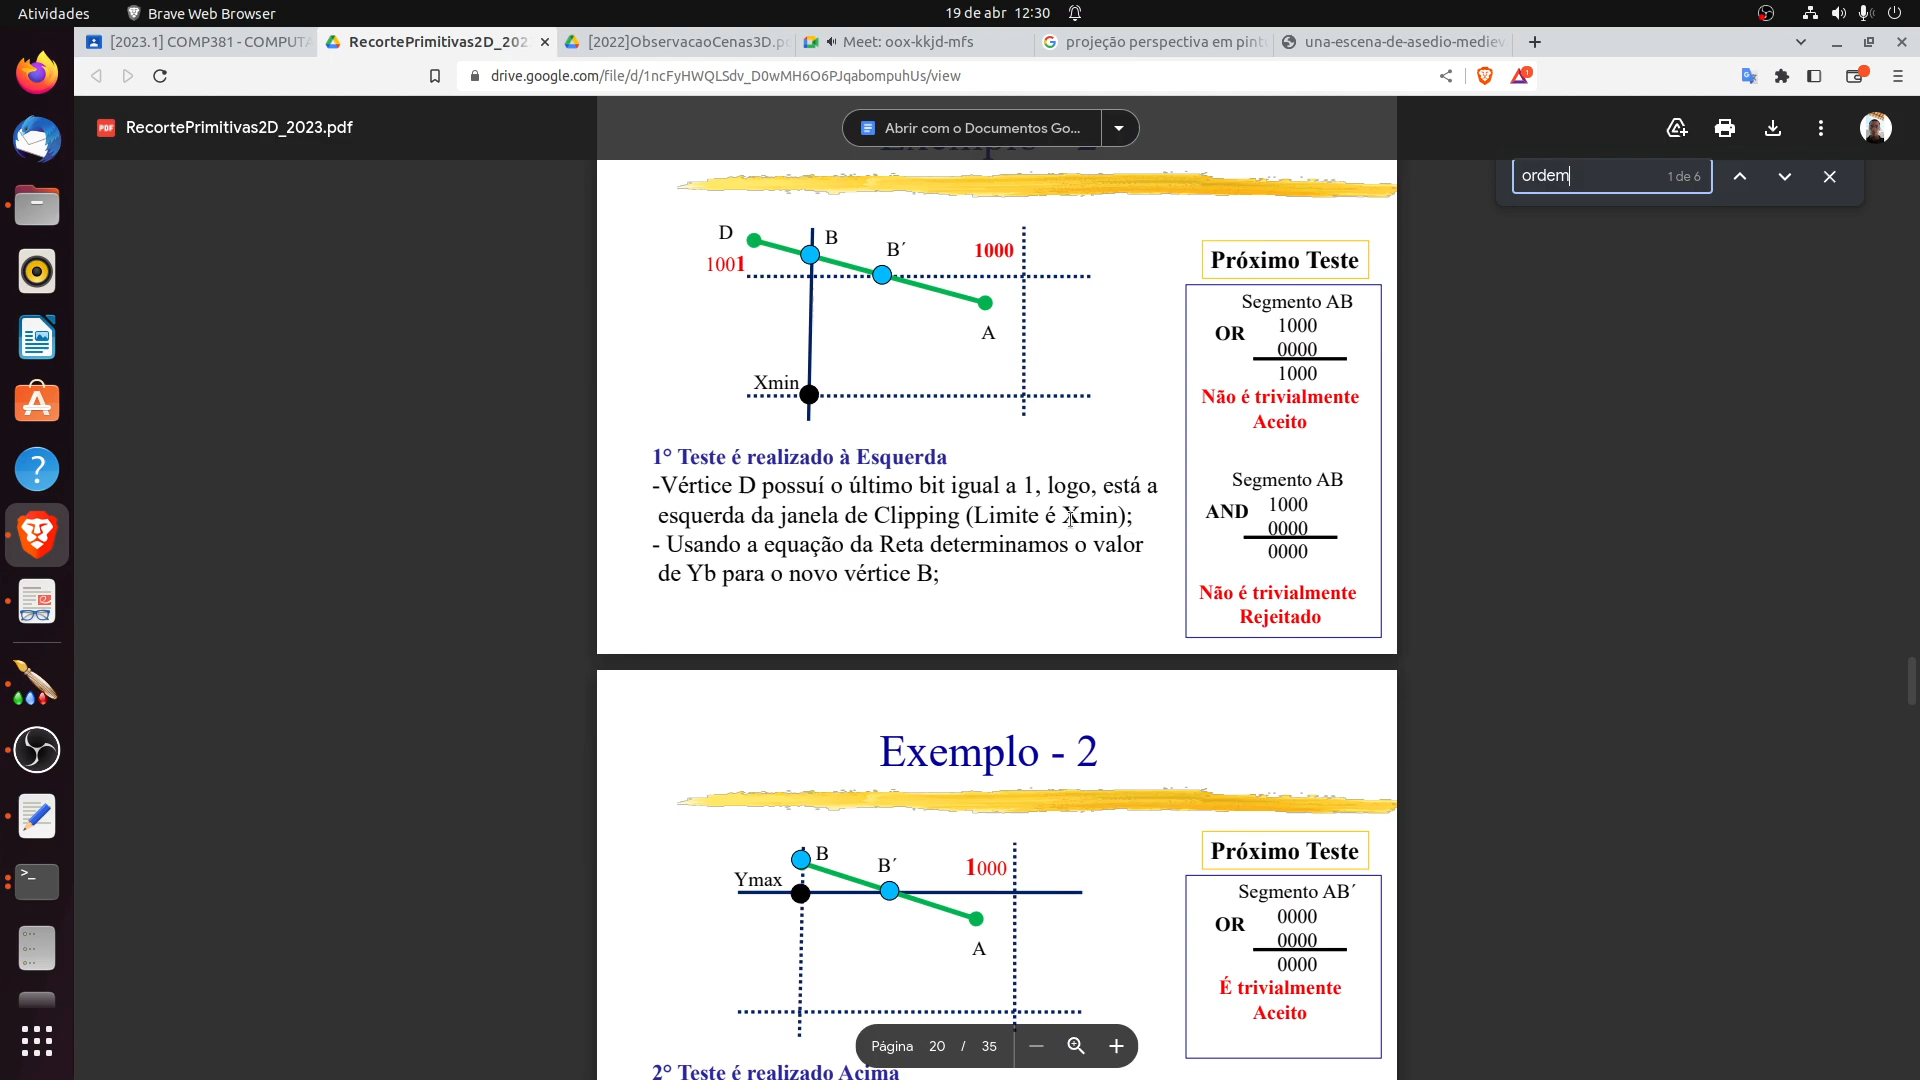 Atividades
Brave Web Browser
19 de abr 12:30
[2023.1] COMP381 - COMPUTA
RecortePrimitivas2D_202
[2022]ObservacaoCenas3D.p
Meet: oox-kkjd-mfs
projeção perspectiva em pint
una-escena-de-asedio-mediev
drive.google.com/file/d/1ncFyHWQLSdv_D0wMH6O6PJqabompuhUs/view
1
PDF
RecortePrimitivas2D_2023.pdf
Abrir com o Documentos Go...
ordem
1 de 6
Exemplo - 2
D
B
B´
1001
1000
A
Xmin
Próximo Teste
Segmento AB
OR
1000
0000
1000
Não é trivialmente
Aceito
Segmento AB
AND
1000
0000
0000
Não é trivialmente
Rejeitado
1° Teste é realizado à Esquerda
-Vértice D possuí o último bit igual a 1, logo, está a
esquerda da janela de Clipping (Limite é Xmin);
- Usando a equação da Reta determinamos o valor
de Yb para o novo vértice B;
Exemplo - 2
B
B´
1000
Ymax
A
Próximo Teste
Segmento AB´
OR
0000
0000
0000
É trivialmente
Aceito
Página 20 / 35
2° Teste é realizado Acima